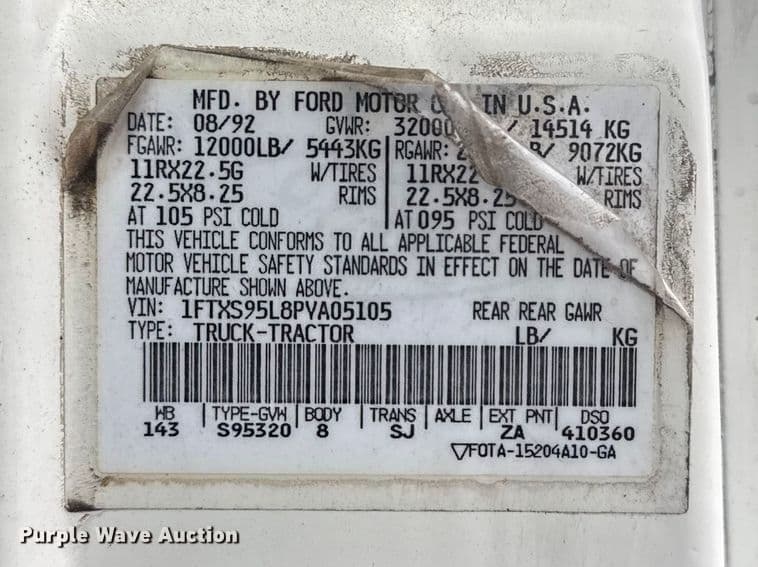 MFD. BY FORD MOTOR IN U.S.A.
DATE: 08/92 GVWR: 32000 / 14514 KG
FGAWR: 12000LB/ 5443KG RGAWR: 9072KG
11RX22.5G W/TIRES 11RX22. W/TIRES
22.5X8.25 RIMS 22.5X8.25 RIMS
AT 105 PSI COLD AT 095 PSI COLD
THIS VEHICLE CONFORMS TO ALL APPLICABLE FEDERAL
MOTOR VEHICLE SAFETY STANDARDS IN EFFECT ON THE DATE OF
MANUFACTURE SHOWN ABOVE.
VIN: 1FTXS95L8PVA05105 REAR REAR GAWR
TYPE: TRUCK-TRACTOR LB/ KG
WB TYPE-GVW BODY TRANS AXLE EXT PNT DSO
143 S95320 8 SJ ZA 410360
▽FOTA-15204A10-GA
Purple Wave Auction